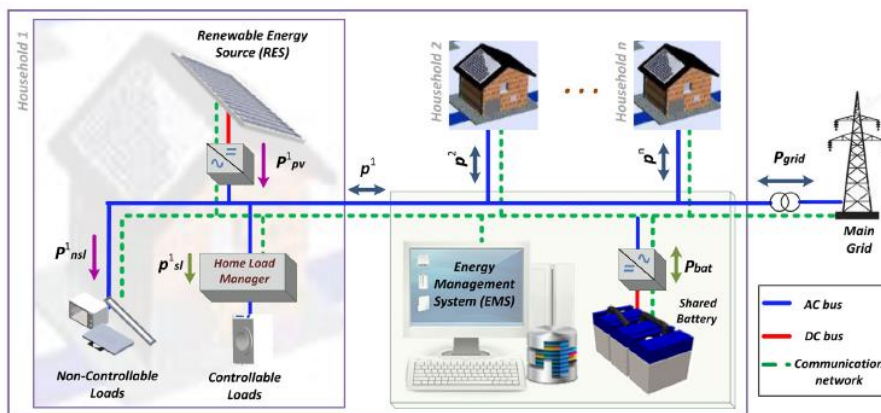 Household 1
Renewable Energy
Source (RES)
P¹pv
P¹nsl
p¹sl
Home Load
Manager
Non-Controllable
Loads
Controllable
Loads
p¹
Household 2
p²
. . .
Household n
pⁿ
Energy
Management
System (EMS)
Pbat
Shared
Battery
Pgrid
Main
Grid
AC bus
DC bus
Communication
network